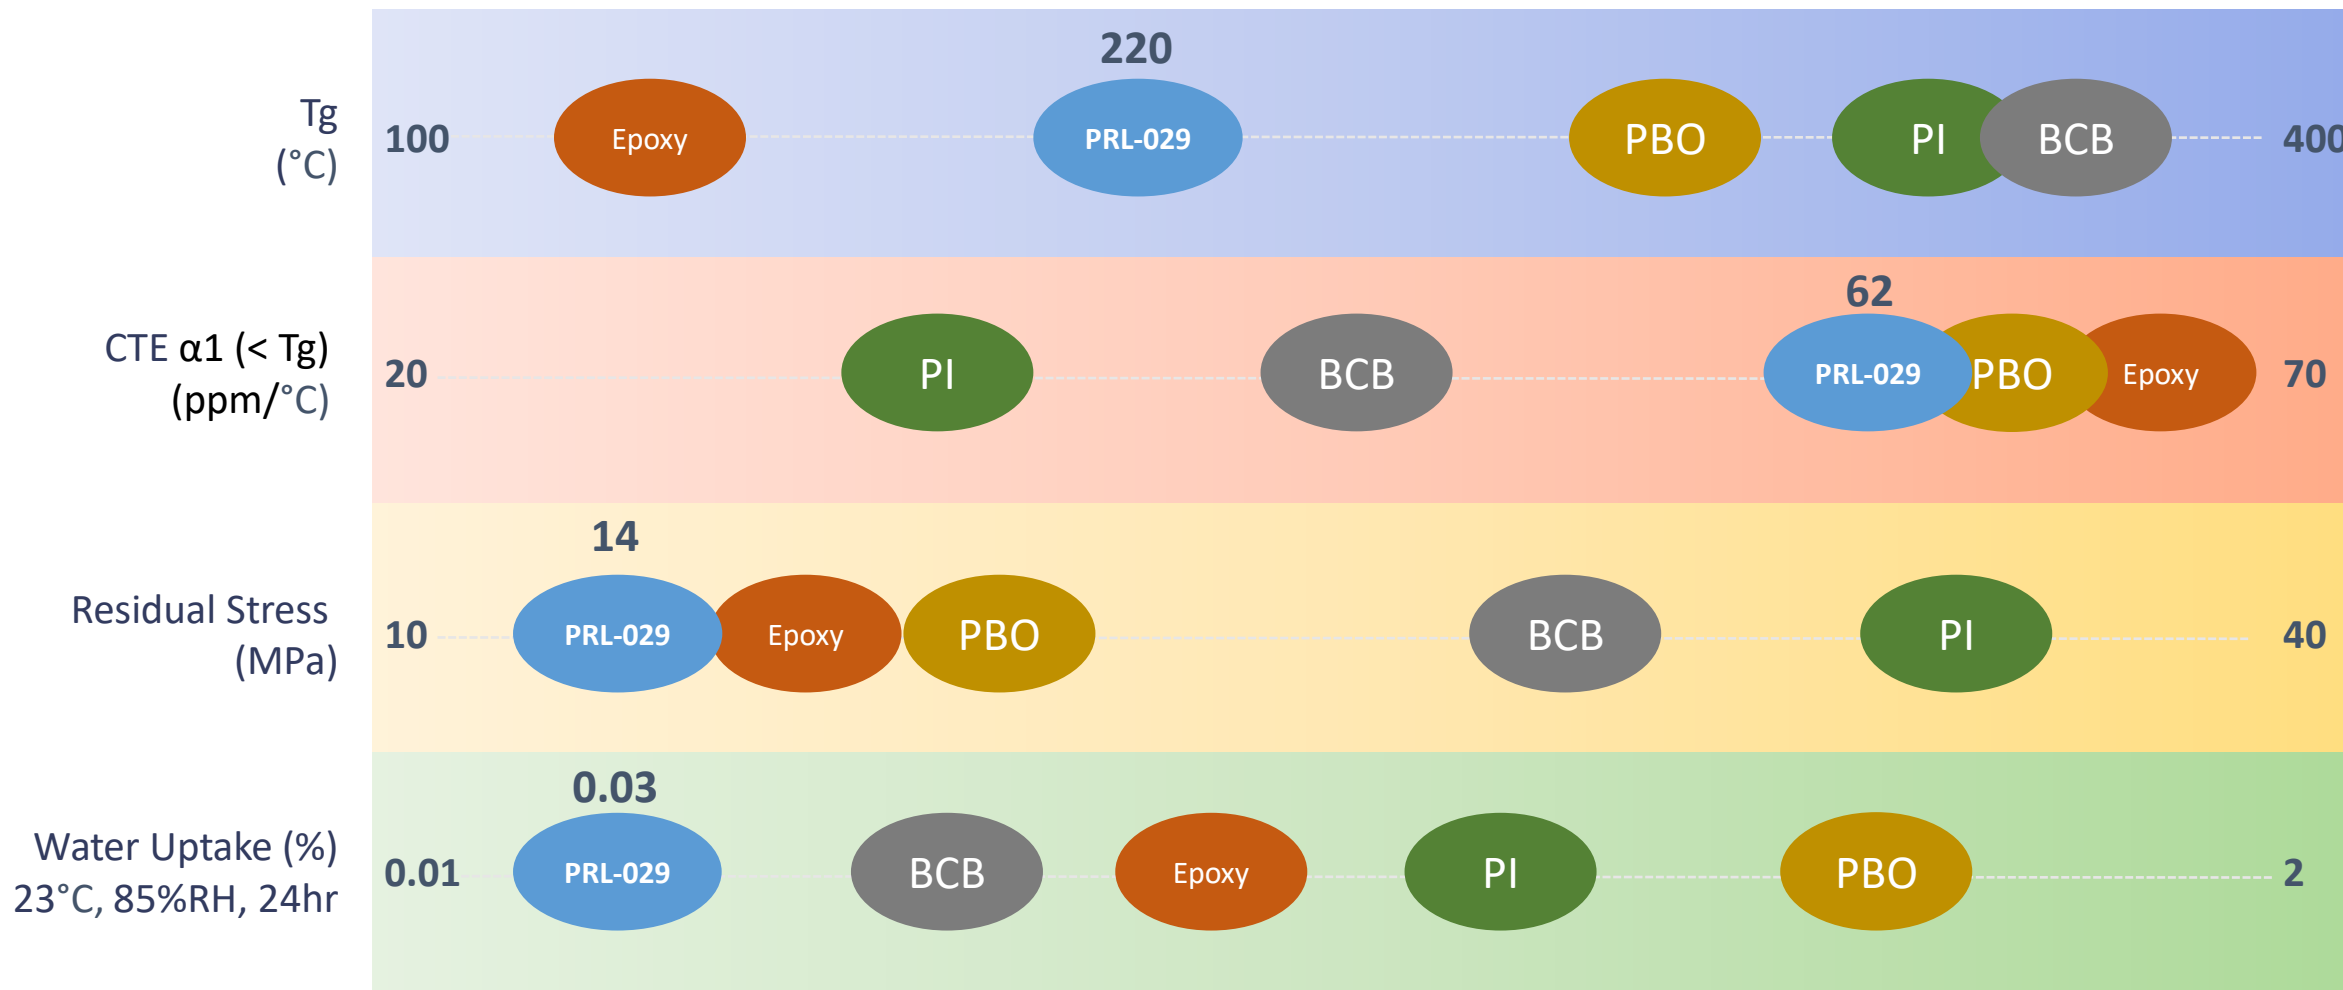 220
Tg
(°C)
100
Epoxy
PRL-029
PBO
PI
BCB
400
62
CTE α1 (< Tg)
(ppm/°C)
20
PI
BCB
PRL-029
PBO
Epoxy
70
14
Residual Stress
(MPa)
10
PRL-029
Epoxy
PBO
BCB
PI
40
0.03
Water Uptake (%)
23°C, 85%RH, 24hr
0.01
PRL-029
BCB
Epoxy
PI
PBO
2